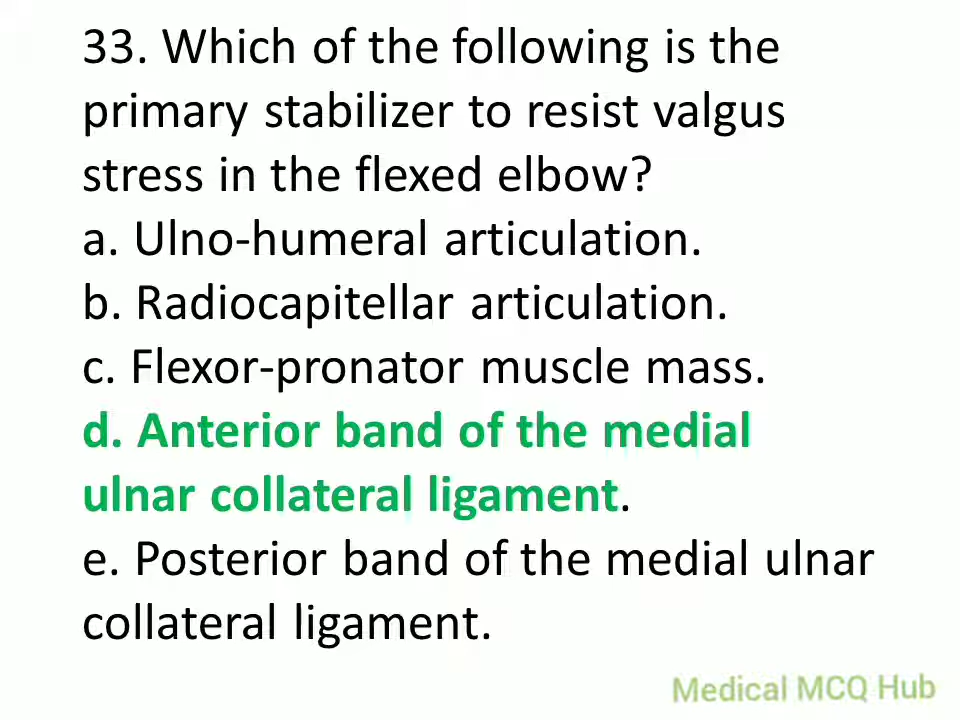 33. Which of the following is the
primary stabilizer to resist valgus
stress in the flexed elbow?
a. Ulno-humeral articulation.
b. Radiocapitellar articulation.
c. Flexor-pronator muscle mass.
d. Anterior band of the medial
ulnar collateral ligament.
e. Posterior band of the medial ulnar
collateral ligament.
Medical MCQ Hub